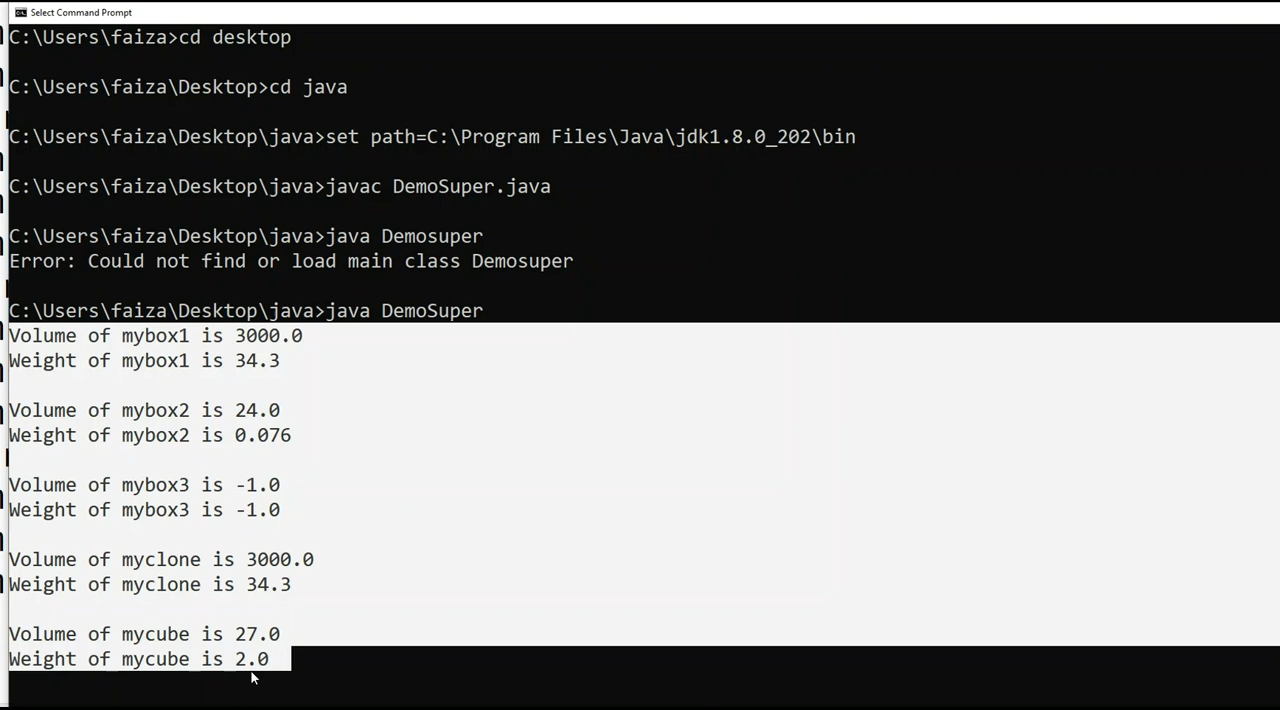 Select Command Prompt
C:\Users\faiza>cd desktop
C:\Users\faiza\Desktop>cd java
C:\Users\faiza\Desktop\java>set path=C:\Program Files\Java\jdk1.8.0_202\bin
C:\Users\faiza\Desktop\java>javac DemoSuper.java
C:\Users\faiza\Desktop\java>java Demosuper
Error: Could not find or load main class Demosuper
C:\Users\faiza\Desktop\java>java DemoSuper
Volume of mybox1 is 3000.0
Weight of mybox1 is 34.3
Volume of mybox2 is 24.0
Weight of mybox2 is 0.076
Volume of mybox3 is -1.0
Weight of mybox3 is -1.0
Volume of myclone is 3000.0
Weight of myclone is 34.3
Volume of mycube is 27.0
Weight of mycube is 2.0